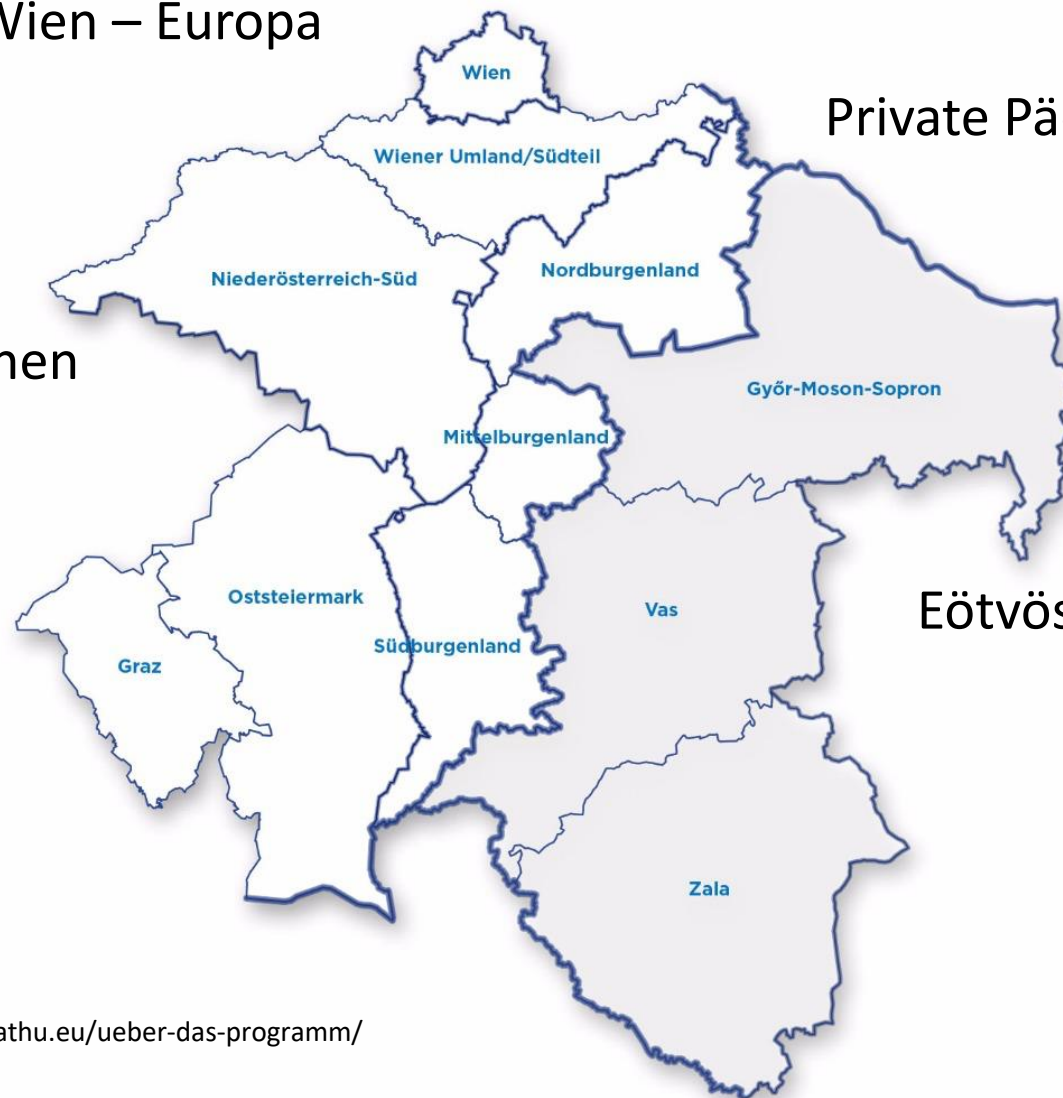 Wien – Europa
Wien
Private Pä
Wiener Umland/Südteil
Nordburgenland
Niederösterreich-Süd
nen
Győr-Moson-Sopron
Mittelburgenland
Oststeiermark
Vas
Eötvös
Südburgenland
Graz
Zala
athu.eu/ueber-das-programm/